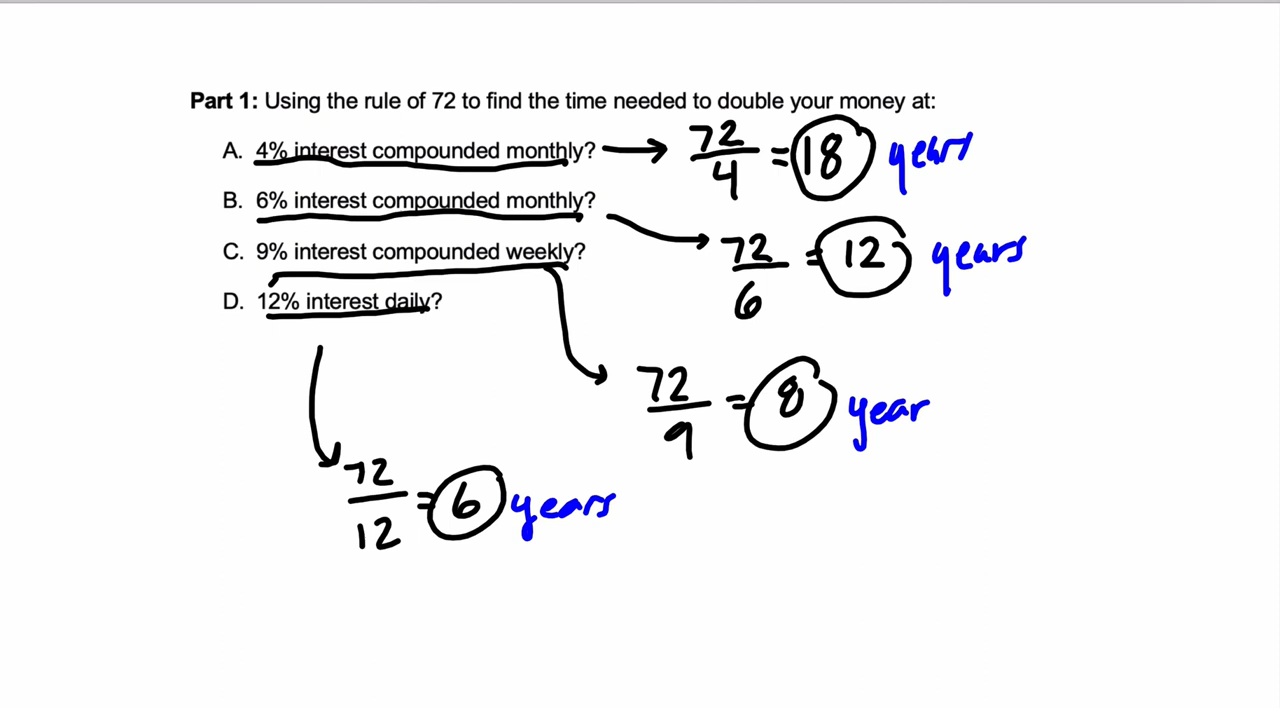 Part 1: Using the rule of 72 to find the time needed to double your money at:
A. 4% interest compounded monthly?
72/4 = 18 years
B. 6% interest compounded monthly?
72/6 = 12 years
C. 9% interest compounded weekly?
72/9 = 8 year
D. 12% interest daily?
72/12 = 6 years